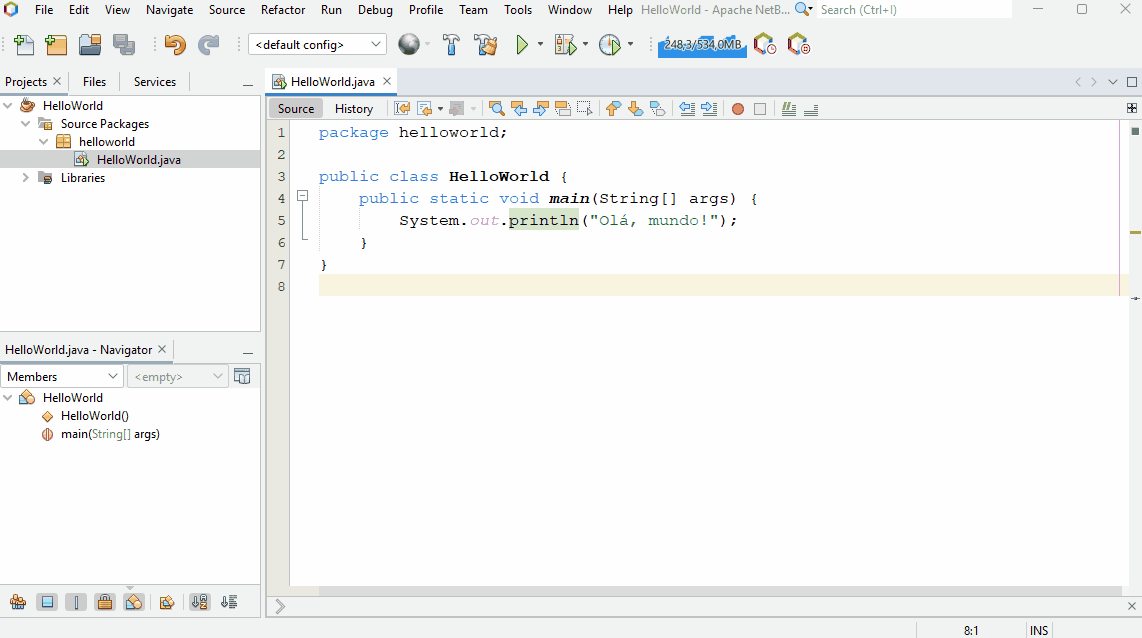 File Edit View Navigate Source Refactor Run Debug Profile Team Tools Window Help HelloWorld - Apache NetB... Search (Ctrl+I)
<default config> 248,3/534,0MB
Projects Files Services
HelloWorld
Source Packages
helloworld
HelloWorld.java
Libraries
HelloWorld.java - Navigator
Members <empty>
HelloWorld
HelloWorld()
main(String[] args)
HelloWorld.java
Source History
1 package helloworld;
2
3 public class HelloWorld {
4 public static void main(String[] args) {
5 System.out.println("Olá, mundo!");
6 }
7 }
8
8:1 INS